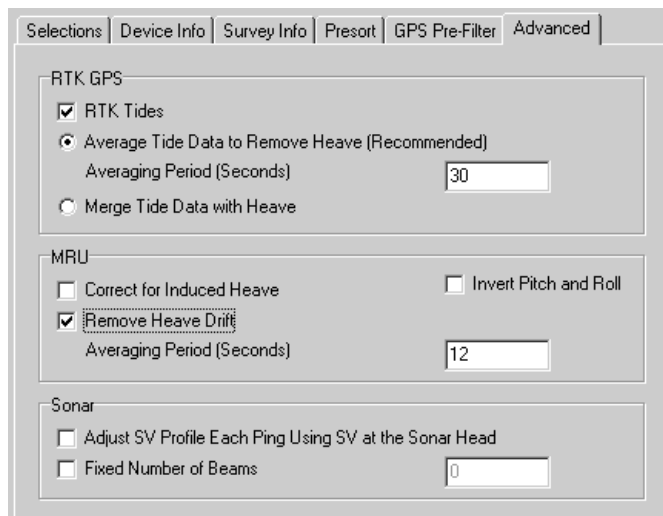 Selections Device Info Survey Info Presort GPS Pre-Filter Advanced
RTK GPS
RTK Tides
Average Tide Data to Remove Heave (Recommended)
Averaging Period (Seconds) 30
Merge Tide Data with Heave
MRU
Correct for Induced Heave Invert Pitch and Roll
Remove Heave Drift
Averaging Period (Seconds) 12
Sonar
Adjust SV Profile Each Ping Using SV at the Sonar Head
Fixed Number of Beams 0